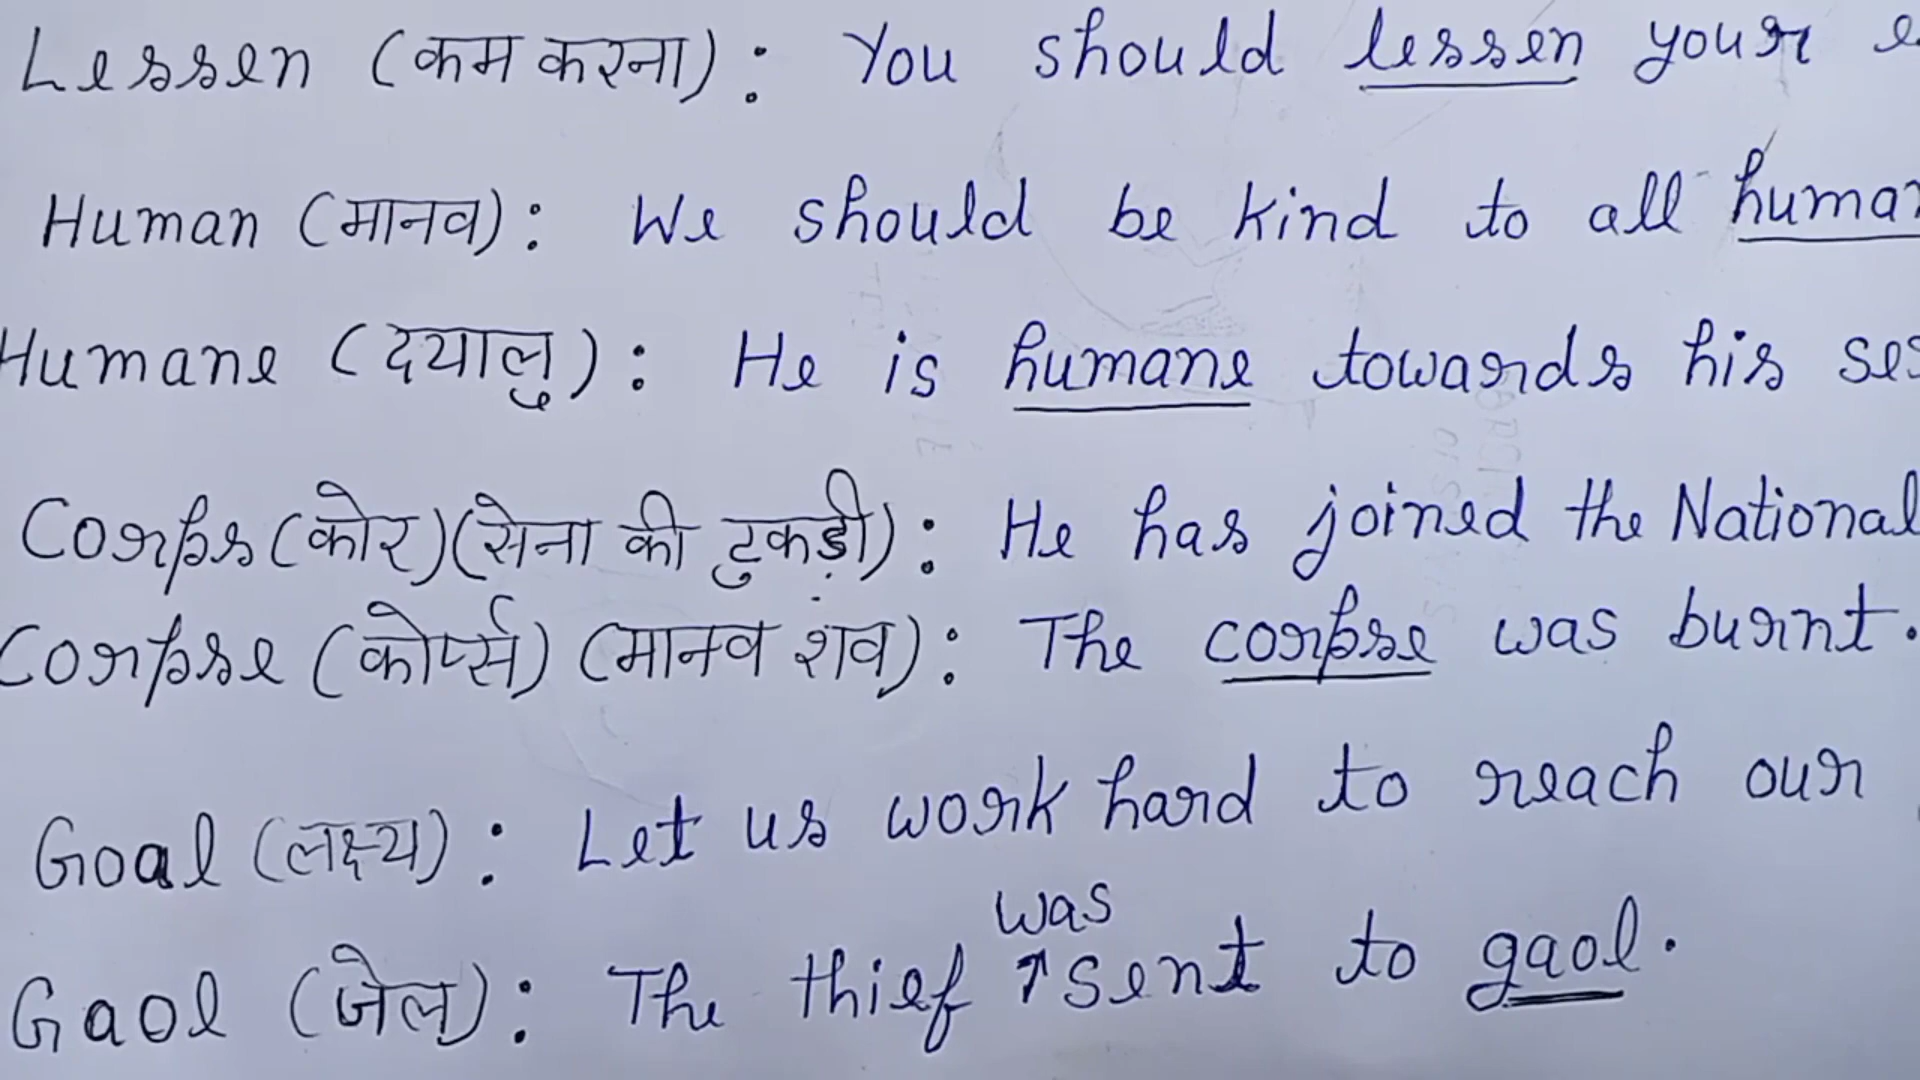 Lessen (कम करना): You should lessen your
Human (मानव): We should be kind to all human
Humane (दयालु): He is humane towards his
Corps (कोर) (सेना की टुकड़ी): He has joined the National
Corpse (कोर्प्स) (मानव शव): The corpse was burnt.
Goal (लक्ष्य): Let us work hard to reach our
was
Gaol (जेल): The thief ↑ sent to gaol.